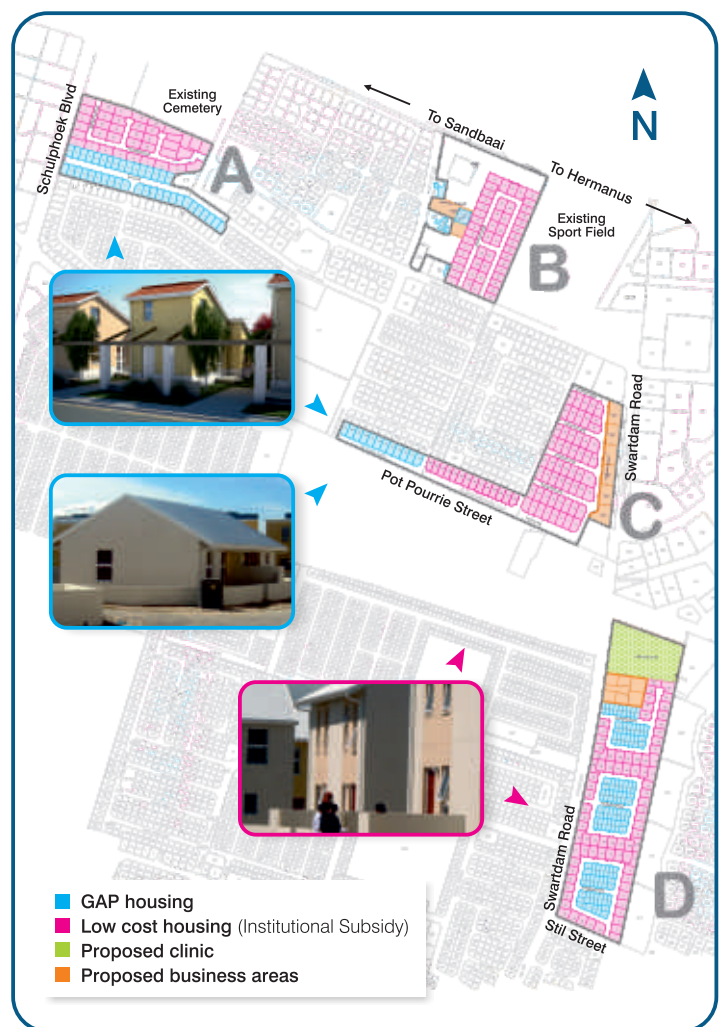 Existing
Cemetery
Schulphoek Blvd
A
To Sandbaai
N
To Hermanus
Existing
Sport Field
B
Swartdam Road
Pot Pourrie Street
C
Swartdam Road
D
Stil Street
GAP housing
Low cost housing (Institutional Subsidy)
Proposed clinic
Proposed business areas